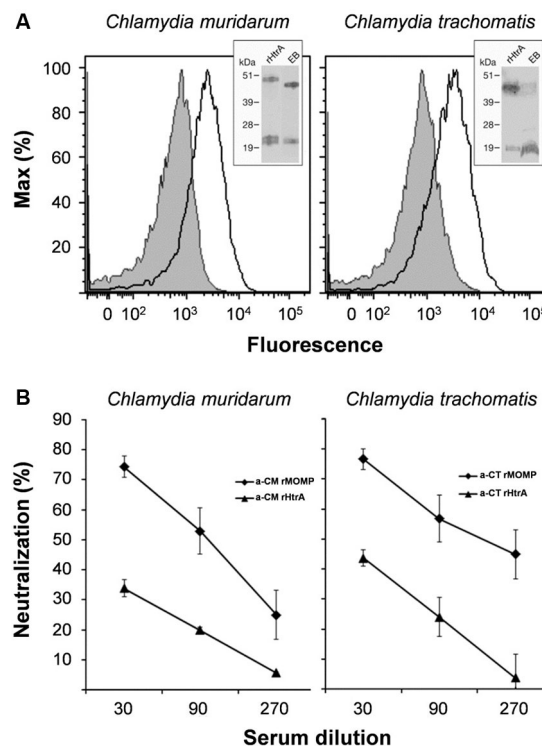 A
Chlamydia muridarum
Chlamydia trachomatis
kDa
rHtrA
EB
51
39
28
19
kDa
rHtrA
EB
51
39
28
19
Max (%)
100
80
60
40
20
0 10² 10³ 10⁴ 10⁵
0 10² 10³ 10⁴ 10⁵
Fluorescence
B
Chlamydia muridarum
Chlamydia trachomatis
Neutralization (%)
90
80
70
60
50
40
30
20
10
a-CM rMOMP
a-CM rHtrA
a-CT rMOMP
a-CT rHtrA
30 90 270
30 90 270
Serum dilution